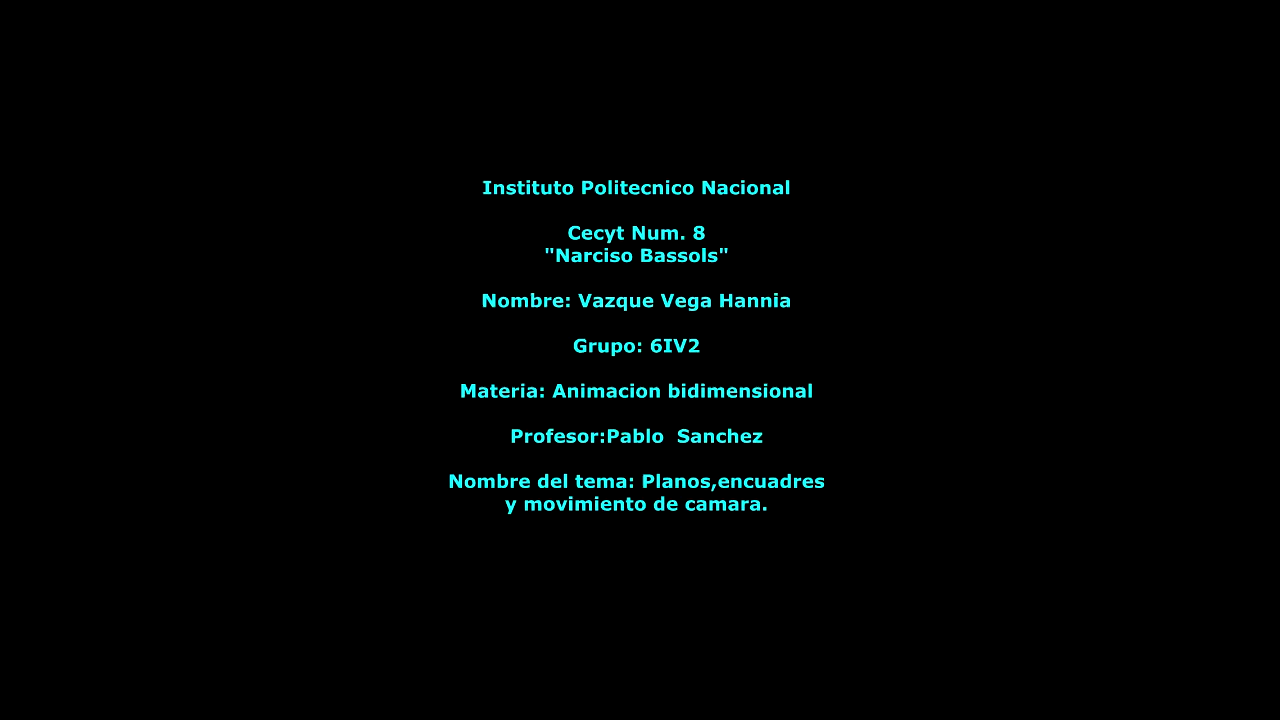 Instituto Politecnico Nacional
Cecyt Num. 8
"Narciso Bassols"
Nombre: Vazque Vega Hannia
Grupo: 6IV2
Materia: Animacion bidimensional
Profesor:Pablo  Sanchez
Nombre del tema: Planos,encuadres
y movimiento de camara.